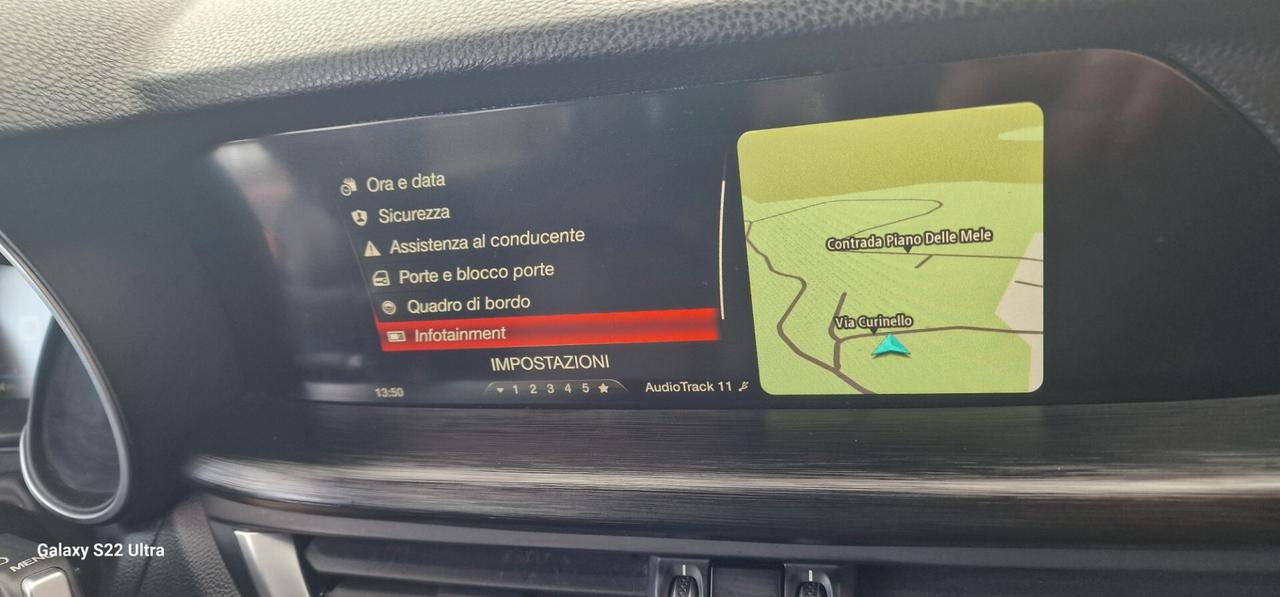 Ora e data
Sicurezza
Assistenza al conducente
Porte e blocco porte
Quadro di bordo
Infotainment
IMPOSTAZIONI
13:50
1 2 3 4 5
AudioTrack 11
Contrada Piano Delle Mele
Via Curinello
Galaxy S22 Ultra